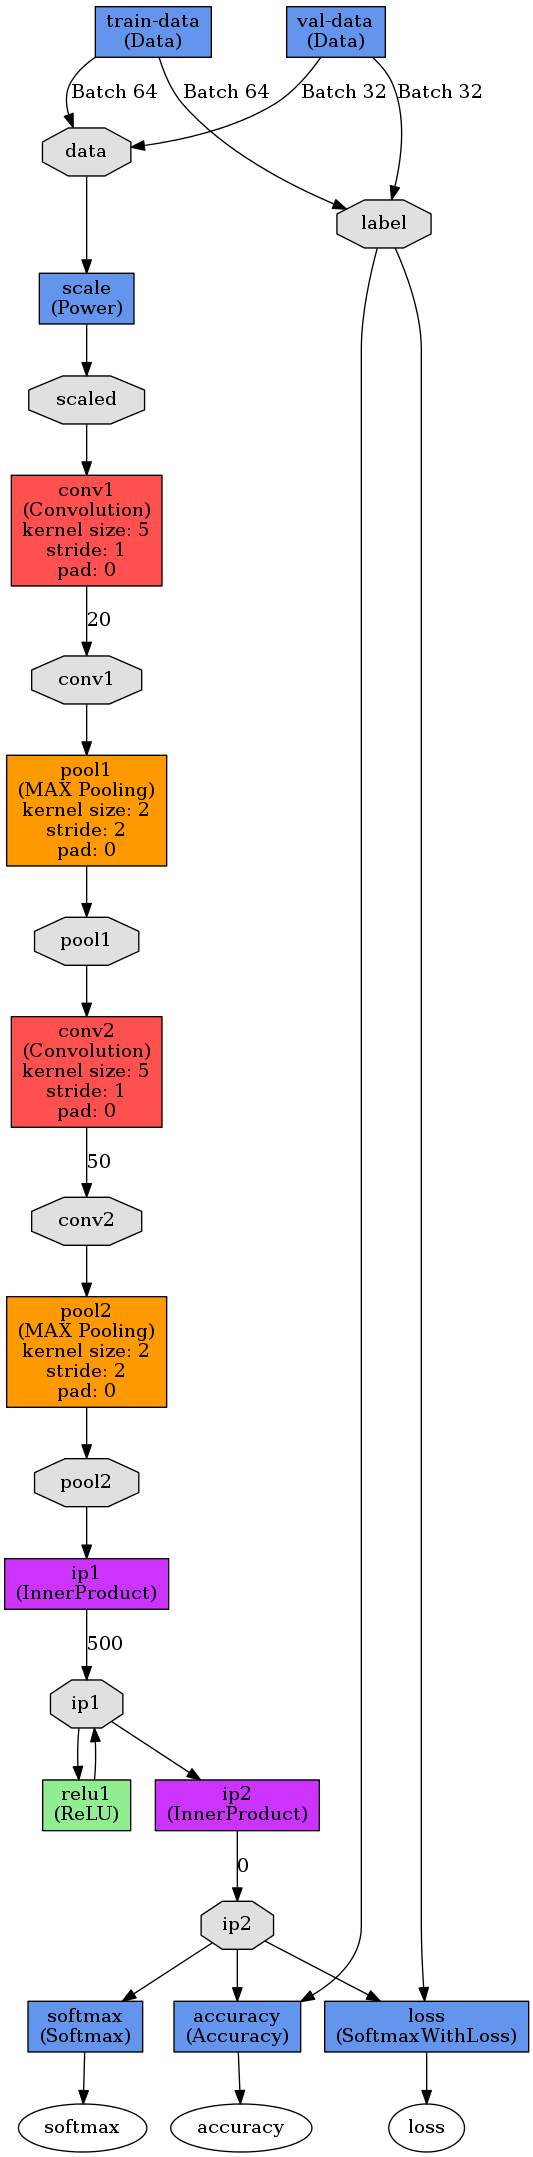 train-data
(Data)
val-data
(Data)
Batch 64
Batch 64
Batch 32
Batch 32
data
label
scale
(Power)
scaled
conv1
(Convolution)
kernel size: 5
stride: 1
pad: 0
20
conv1
pool1
(MAX Pooling)
kernel size: 2
stride: 2
pad: 0
pool1
conv2
(Convolution)
kernel size: 5
stride: 1
pad: 0
50
conv2
pool2
(MAX Pooling)
kernel size: 2
stride: 2
pad: 0
pool2
ip1
(InnerProduct)
500
ip1
relu1
(ReLU)
ip2
(InnerProduct)
0
ip2
softmax
(Softmax)
accuracy
(Accuracy)
loss
(SoftmaxWithLoss)
softmax
accuracy
loss